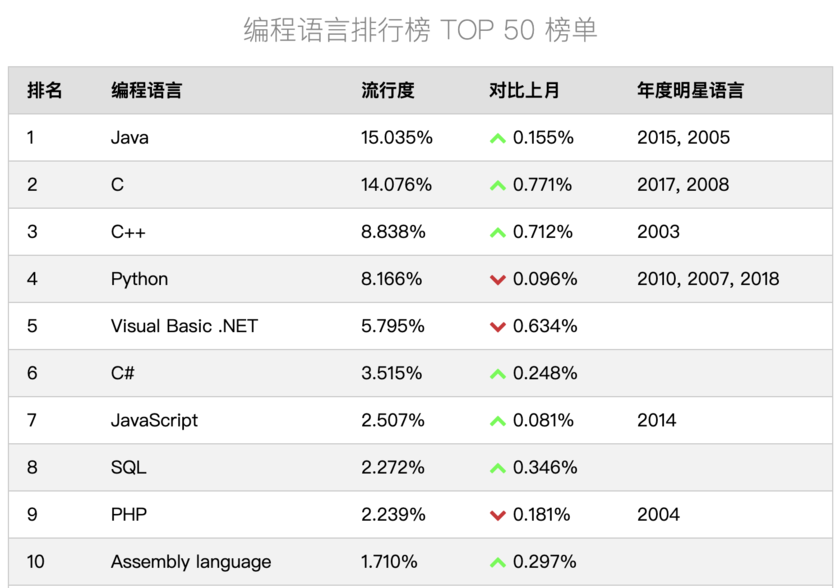 编程语言排行榜 TOP 50 榜单
排名 编程语言 流行度 对比上月 年度明星语言
1 Java 15.035% 0.155% 2015, 2005
2 C 14.076% 0.771% 2017, 2008
3 C++ 8.838% 0.712% 2003
4 Python 8.166% 0.096% 2010, 2007, 2018
5 Visual Basic .NET 5.795% 0.634%
6 C# 3.515% 0.248%
7 JavaScript 2.507% 0.081% 2014
8 SQL 2.272% 0.346%
9 PHP 2.239% 0.181% 2004
10 Assembly language 1.710% 0.297%